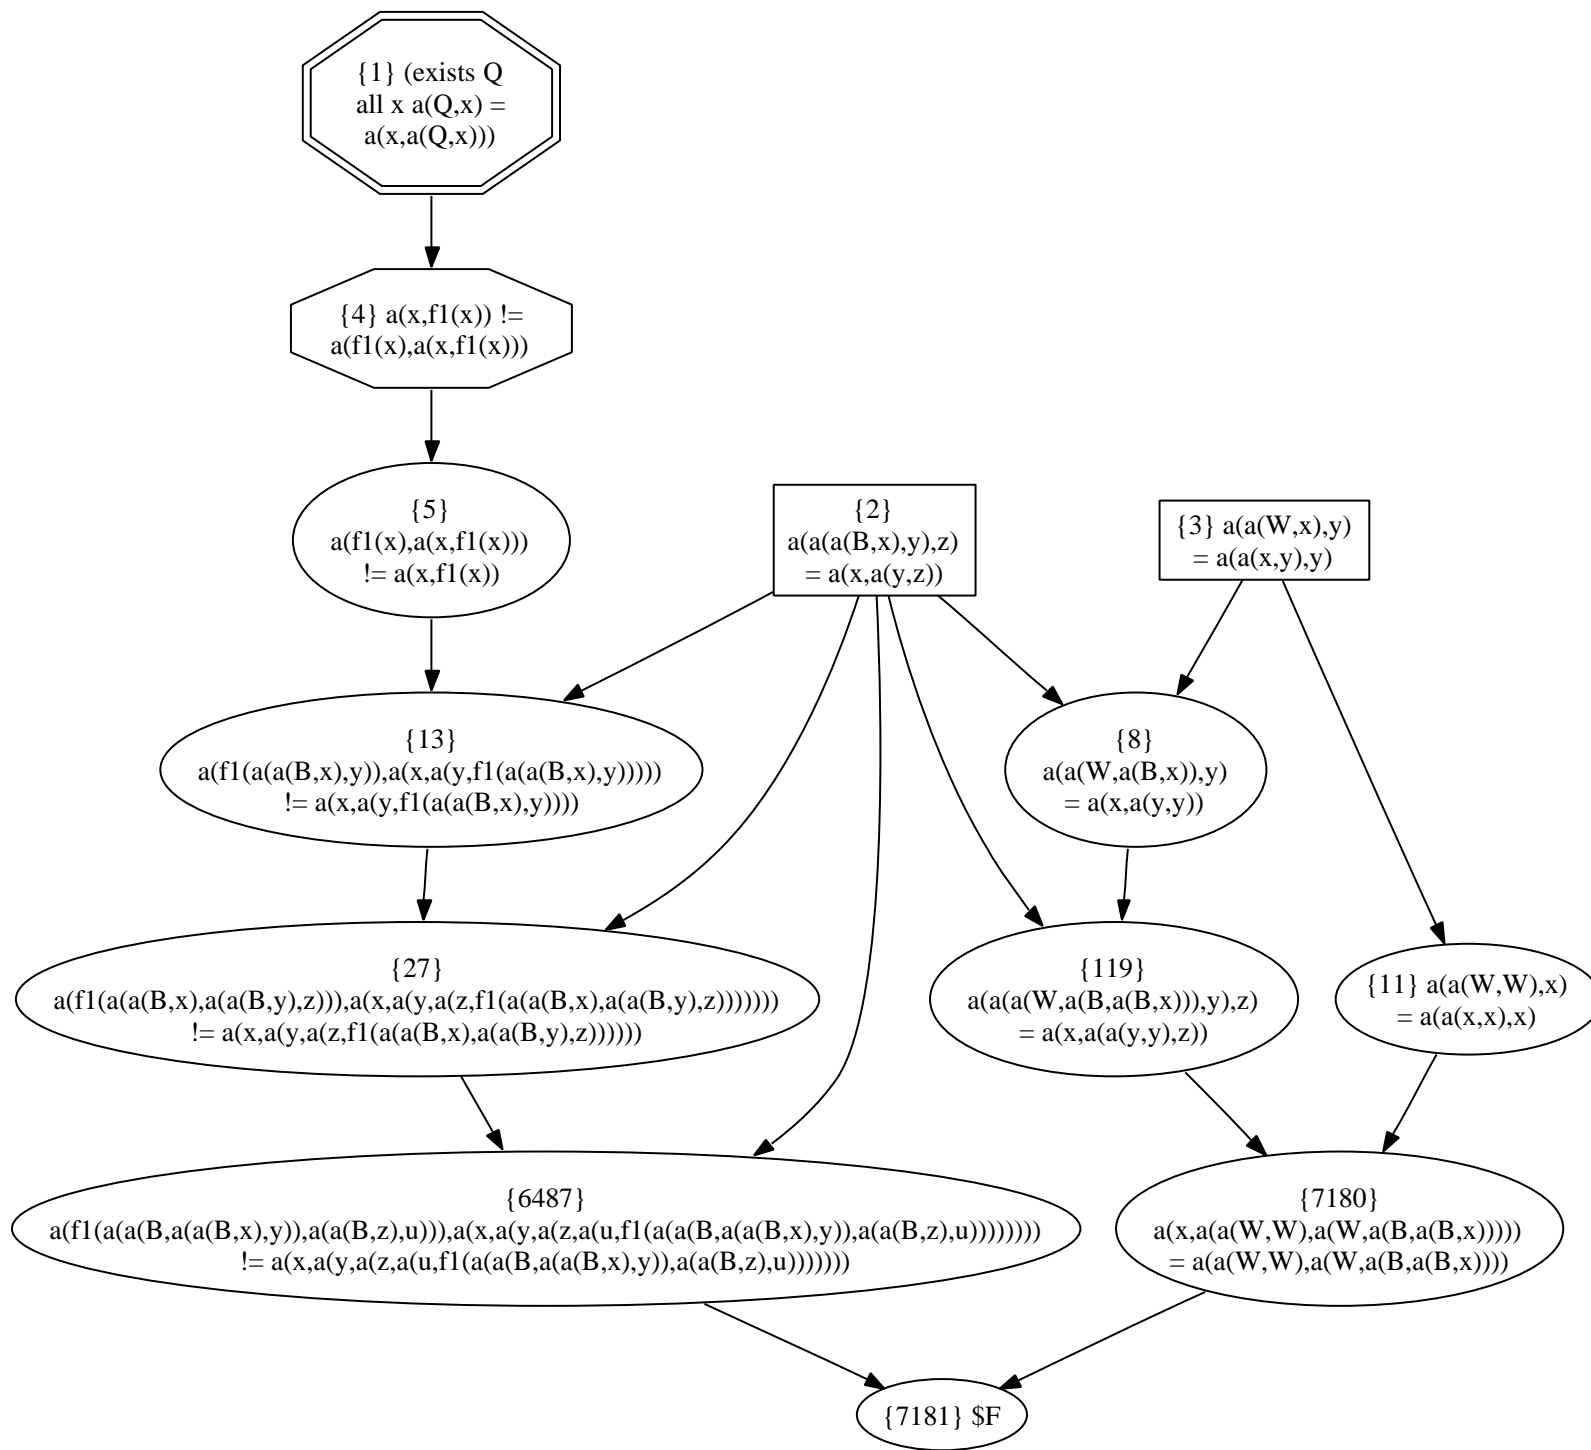 {1} (exists Q
all x a(Q,x) =
a(x,a(Q,x)))
{4} a(x,f1(x)) !=
a(f1(x),a(x,f1(x)))
{5}
a(f1(x),a(x,f1(x)))
!= a(x,f1(x))
{2}
a(a(a(B,x),y),z)
= a(x,a(y,z))
{3} a(a(W,x),y)
= a(a(x,y),y)
{13}
a(f1(a(a(B,x),y)),a(x,a(y,f1(a(a(B,x),y)))))
!= a(x,a(y,f1(a(a(B,x),y))))
{8}
a(a(W,a(B,x)),y)
= a(x,a(y,y))
{27}
a(f1(a(a(B,x),a(a(B,y),z))),a(x,a(y,a(z,f1(a(a(B,x),a(a(B,y),z)))))))
!= a(x,a(y,a(z,f1(a(a(B,x),a(a(B,y),z))))))
{119}
a(a(a(W,a(B,a(B,x))),y),z)
= a(x,a(a(y,y),z))
{11} a(a(W,W),x)
= a(a(x,x),x)
{6487}
a(f1(a(a(B,a(a(B,x),y)),a(a(B,z),u))),a(x,a(y,a(z,a(u,f1(a(a(B,a(a(B,x),y)),a(a(B,z),u))))))))
!= a(x,a(y,a(z,a(u,f1(a(a(B,a(a(B,x),y)),a(a(B,z),u)))))))
{7180}
a(x,a(a(W,W),a(W,a(B,a(B,x)))))
= a(a(W,W),a(W,a(B,a(B,x))))
{7181} $F